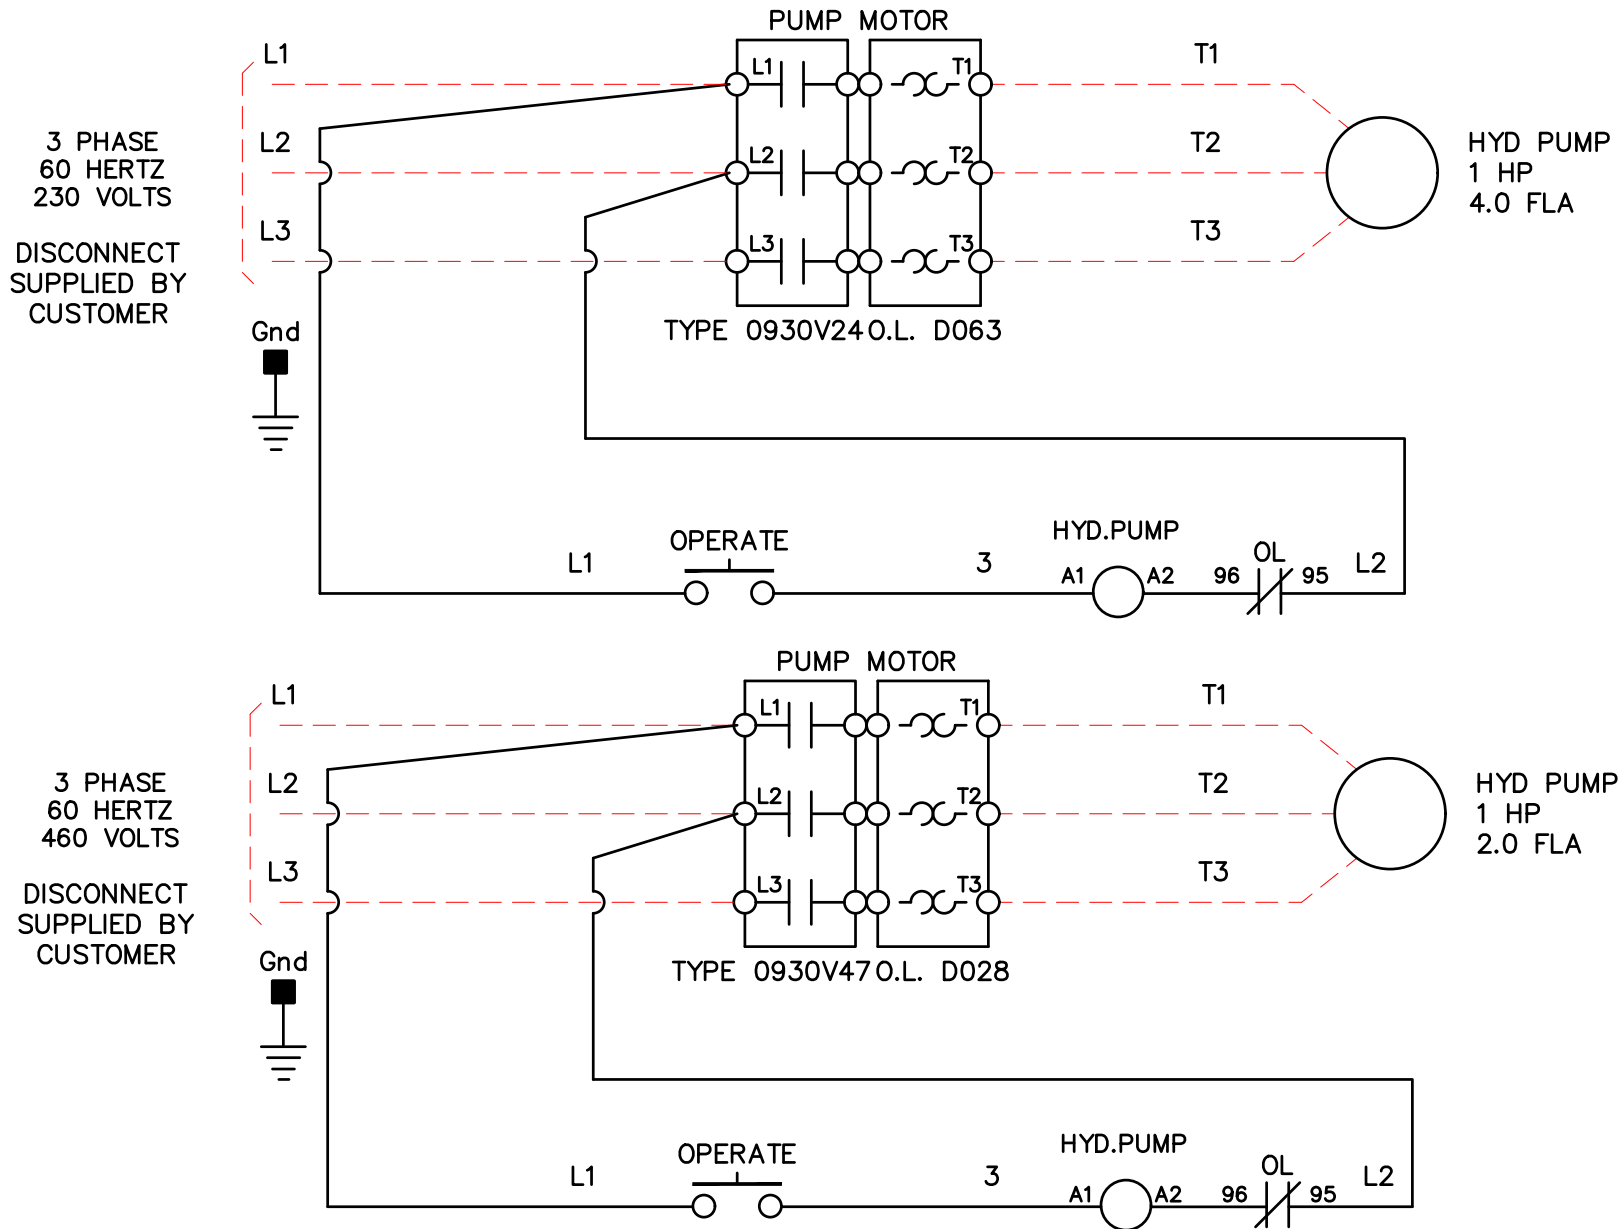 PUMP MOTOR
L1
L1
T1
T1
3 PHASE
60 HERTZ
230 VOLTS
L2
L2
T2
T2
HYD PUMP
1 HP
4.0 FLA
L3
L3
T3
T3
DISCONNECT
SUPPLIED BY
CUSTOMER
TYPE 0930V24
O.L. D063
Gnd
L1
OPERATE
3
HYD.PUMP
A1
A2
96
OL
95
L2
PUMP MOTOR
L1
L1
T1
T1
3 PHASE
60 HERTZ
460 VOLTS
L2
L2
T2
T2
HYD PUMP
1 HP
2.0 FLA
L3
L3
T3
T3
DISCONNECT
SUPPLIED BY
CUSTOMER
TYPE 0930V47
O.L. D028
Gnd
L1
OPERATE
3
HYD.PUMP
A1
A2
96
OL
95
L2